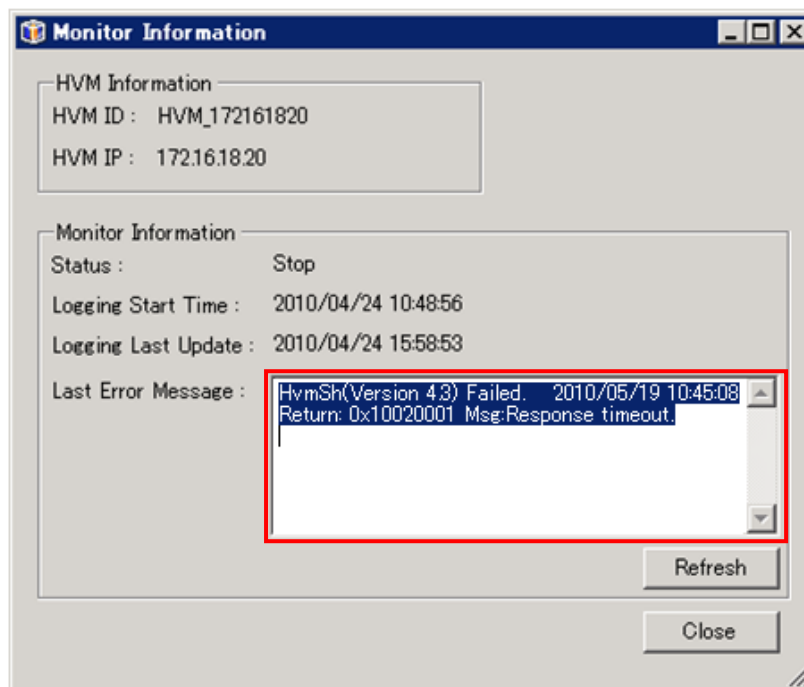 Monitor Information
HVM Information
HVM ID : HVM_172161820
HVM IP : 172.16.18.20
Monitor Information
Status : Stop
Logging Start Time : 2010/04/24 10:48:56
Logging Last Update : 2010/04/24 15:58:53
Last Error Message : HvmSh(Version 4.3) Failed. 2010/05/19 10:45:08
Return: 0x10020001 Msg:Response timeout.
Refresh
Close